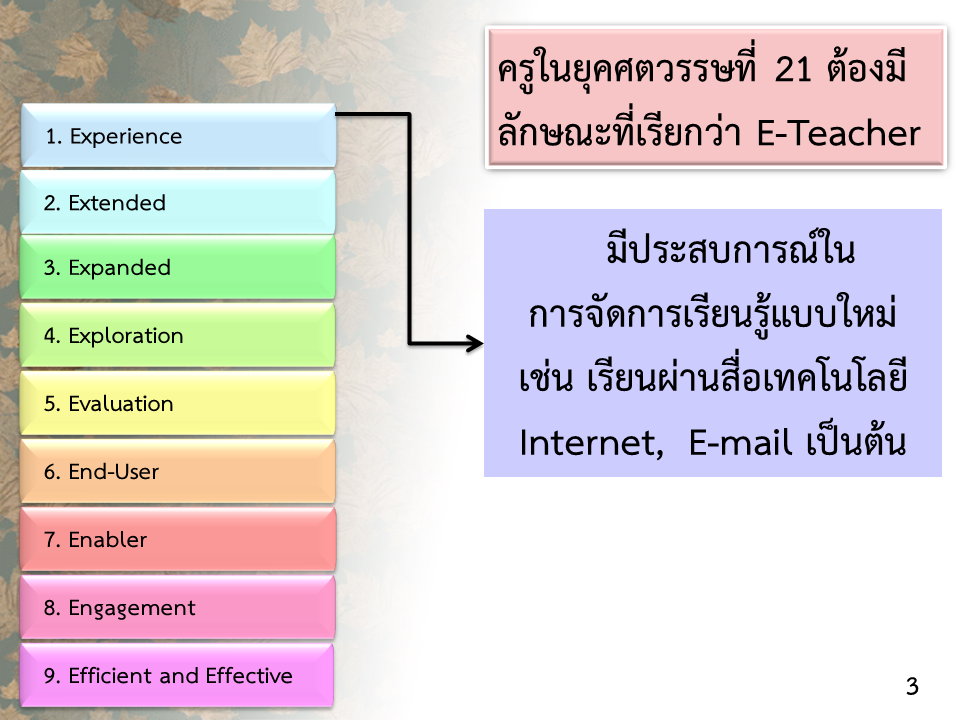 ครูในยุคศตวรรษที่ 21 ต้องมี
ลักษณะที่เรียกว่า E-Teacher
1. Experience
2. Extended
3. Expanded
4. Exploration
5. Evaluation
6. End-User
7. Enabler
8. Engagement
9. Efficient and Effective
มีประสบการณ์ใน
การจัดการเรียนรู้แบบใหม่
เช่น เรียนผ่านสื่อเทคโนโลยี
Internet, E-mail เป็นต้น
3